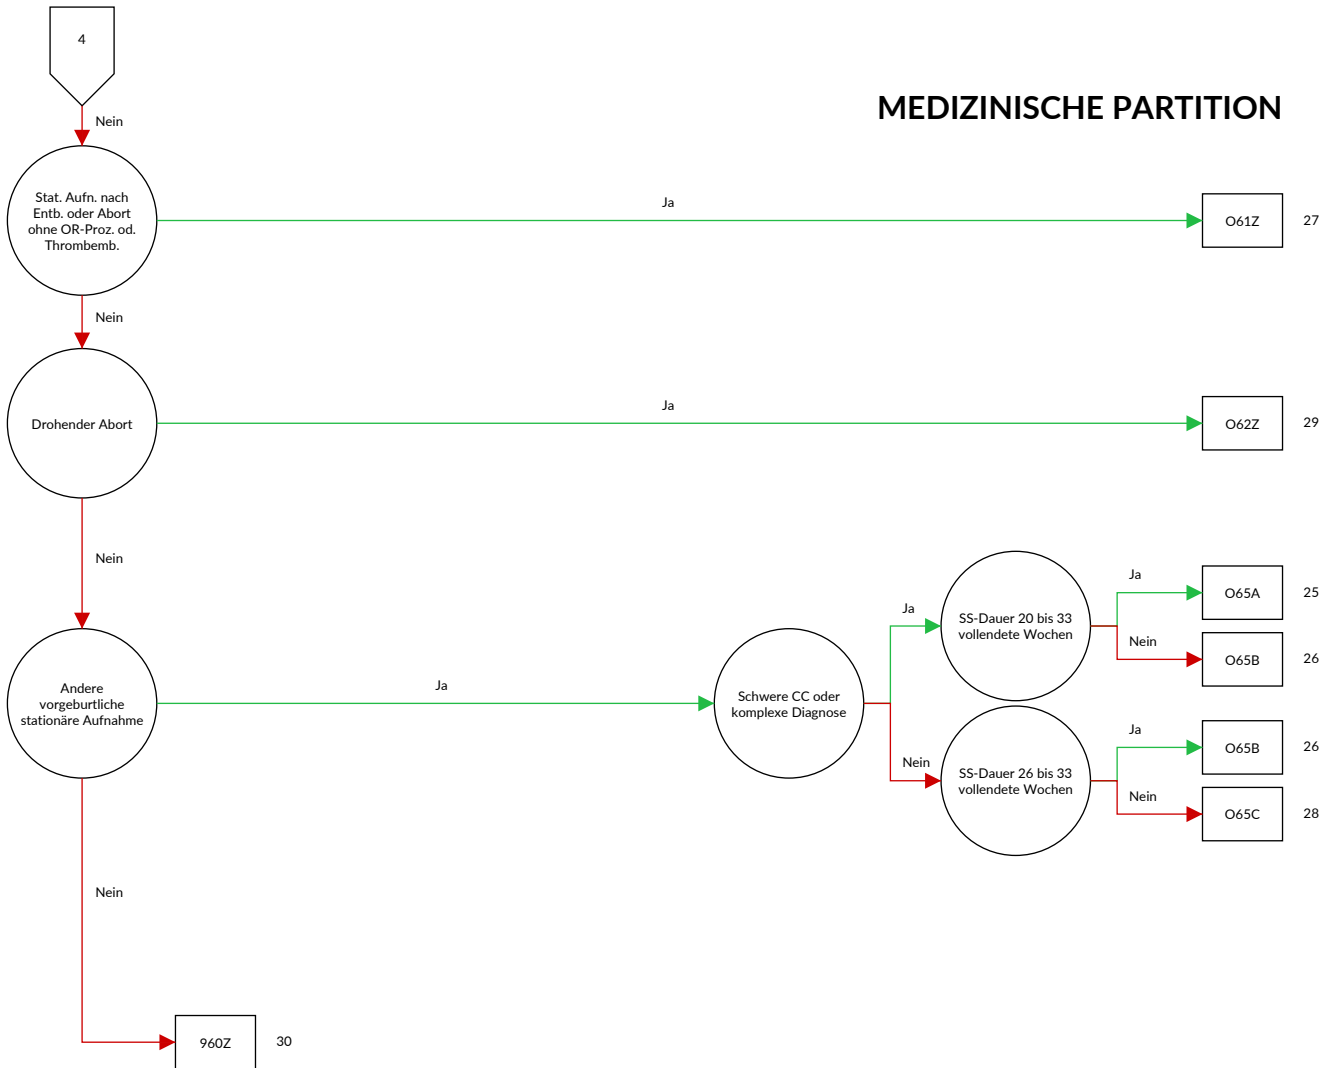 4
MEDIZINISCHE PARTITION
Nein
Stat. Aufn. nach
Entb. oder Abort
ohne OR-Proz. od.
Thrombemb.
Ja
O61Z
27
Nein
Drohender Abort
Ja
O62Z
29
Nein
Andere
vorgeburtliche
stationäre Aufnahme
Ja
Schwere CC oder
komplexe Diagnose
Ja
SS-Dauer 20 bis 33
vollendete Wochen
Ja
O65A
25
Nein
O65B
26
Nein
SS-Dauer 26 bis 33
vollendete Wochen
Ja
O65B
26
Nein
O65C
28
Nein
960Z
30